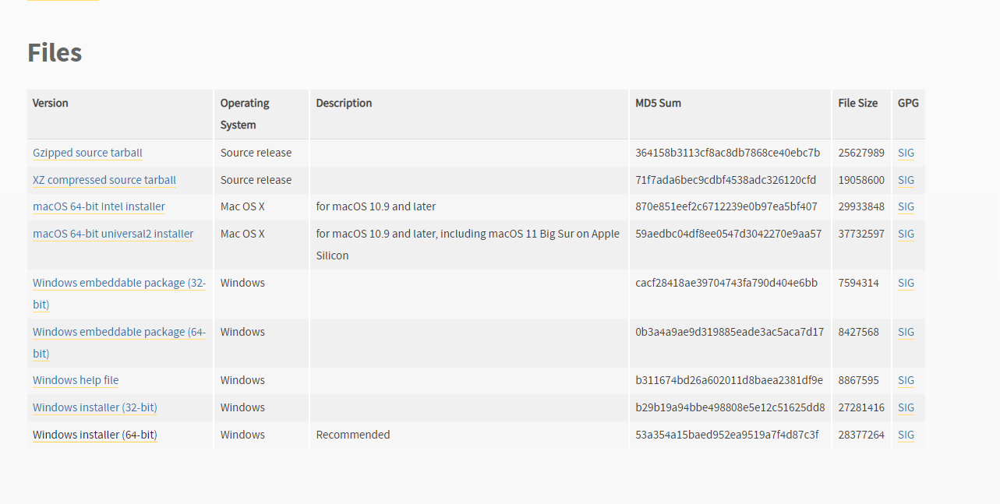 Files
Version Operating Description MD5 Sum File Size GPG
System
Gzipped source tarball Source release 364158b3113cf8ac8db7868ce40ebc7b 25627989 SIG
XZ compressed source tarball Source release 71f7ada6bec9cdbf4538adc326120cfd 19058600 SIG
macOS 64-bit Intel installer Mac OS X for macOS 10.9 and later 870e851eef2c6712239e0b97ea5bf407 29933848 SIG
macOS 64-bit universal2 installer Mac OS X for macOS 10.9 and later, including macOS 11 Big Sur on Apple 59aedbc04df8ee0547d3042270e9aa57 37732597 SIG
Silicon
Windows embeddable package (32- Windows cacf28418ae39704743fa790d404e6bb 7594314 SIG
bit)
Windows embeddable package (64- Windows 0b3a4a9ae9d319885eade3ac5aca7d17 8427568 SIG
bit)
Windows help file Windows b311674bd26a602011d8baea2381df9e 8867595 SIG
Windows installer (32-bit) Windows b29b19a94bbe498808e5e12c51625dd8 27281416 SIG
Windows installer (64-bit) Windows Recommended 53a354a15baed952ea9519a7f4d87c3f 28377264 SIG